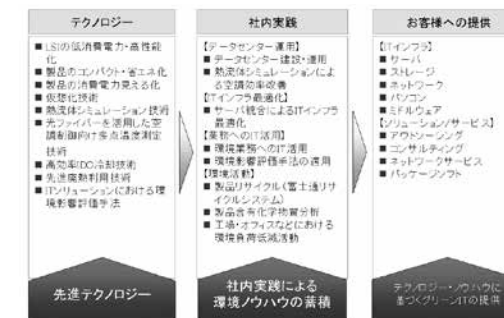 テクノロジー
■ LSIの低消費電力・高性能
化
■ 製品のコンパクト・省エネ化
■ 製品の消費電力見える化
■ 仮想化技術
■ 熱流体シミュレーション技術
■ 光ファイバーを活用した空
調制御向け多点温度測定
技術
■ 高効率IDC冷却技術
■ 先進廃熱利用技術
■ ITソリューションにおける環
境影響評価手法
先進テクノロジー
社内実践
【データセンター運用】
■ データセンター建設・運用
■ 熱流体シミュレーションによ
る空調効率改善
【ITインフラ最適化】
■ サーバ統合によるITインフラ
最適化
【業務へのIT活用】
■ 環境業務へのIT活用
■ 環境影響評価手法の適用
【環境活動】
■ 製品リサイクル(富士通リサ
イクルシステム)
■ 製品含有化学物質分析
■ 工場・オフィスなどにおける
環境負荷低減活動
社内実践による
環境ノウハウの蓄積
お客様への提供
【ITインフラ】
■ サーバ
■ ストレージ
■ ネットワーク
■ パソコン
■ ミドルウェア
【ソリューション/サービス】
■ アウトソーシング
■ コンサルティング
■ ネットワークサービス
■ パッケージソフト
テクノロジー・ノウハウに
基づくグリーンITの提供